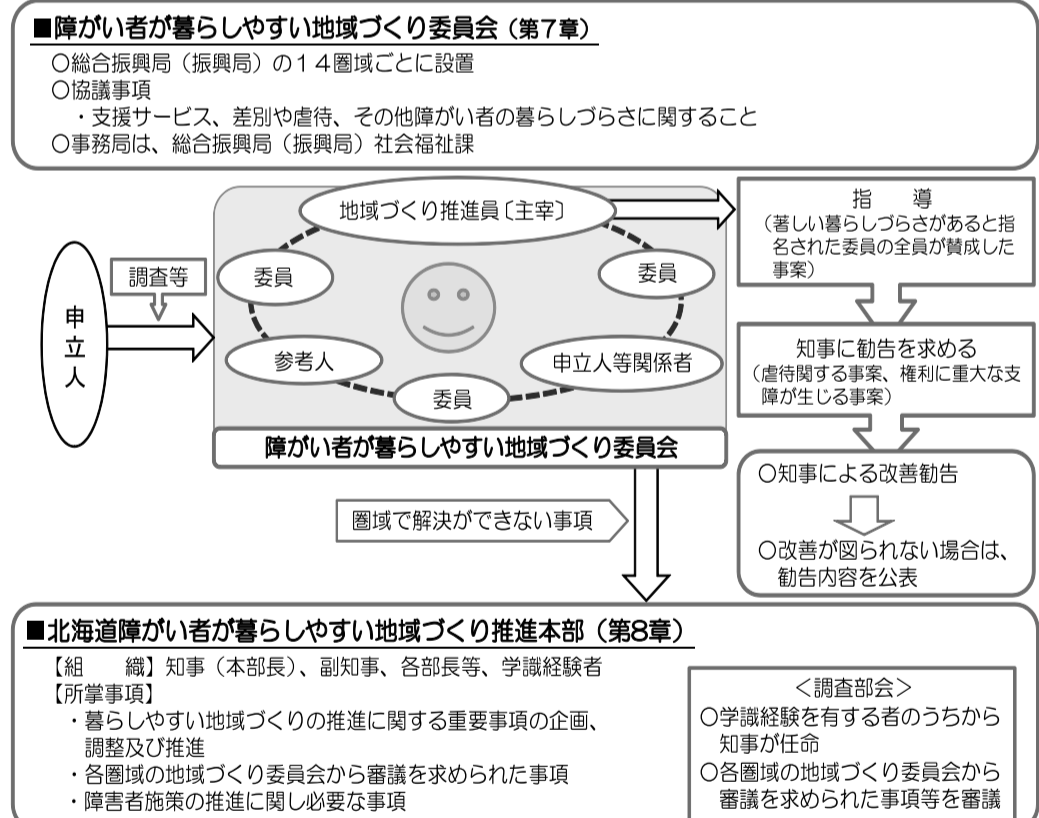 ■障がい者が暮らしやすい地域づくり委員会（第7章）
○総合振興局（振興局）の14圏域ごとに設置
○協議事項
・支援サービス、差別や虐待、その他障がい者の暮らしづらさに関すること
○事務局は、総合振興局（振興局）社会福祉課
申立人
調査等
地域づくり推進員〔主宰〕
委員
委員
参考人
申立人等関係者
委員
障がい者が暮らしやすい地域づくり委員会
指　導
（著しい暮らしづらさがあると指
名された委員の全員が賛成した
事案）
知事に勧告を求める
（虐待関する事案、権利に重大な支
障が生じる事案）
○知事による改善勧告
○改善が図られない場合は、
勧告内容を公表
圏域で解決ができない事項
■北海道障がい者が暮らしやすい地域づくり推進本部（第8章）
【組　織】知事（本部長）、副知事、各部長等、学識経験者
【所掌事項】
・暮らしやすい地域づくりの推進に関する重要事項の企画、
調整及び推進
・各圏域の地域づくり委員会から審議を求められた事項
・障害者施策の推進に関し必要な事項
＜調査部会＞
○学識経験を有する者のうちから
知事が任命
○各圏域の地域づくり委員会から
審議を求められた事項等を審議